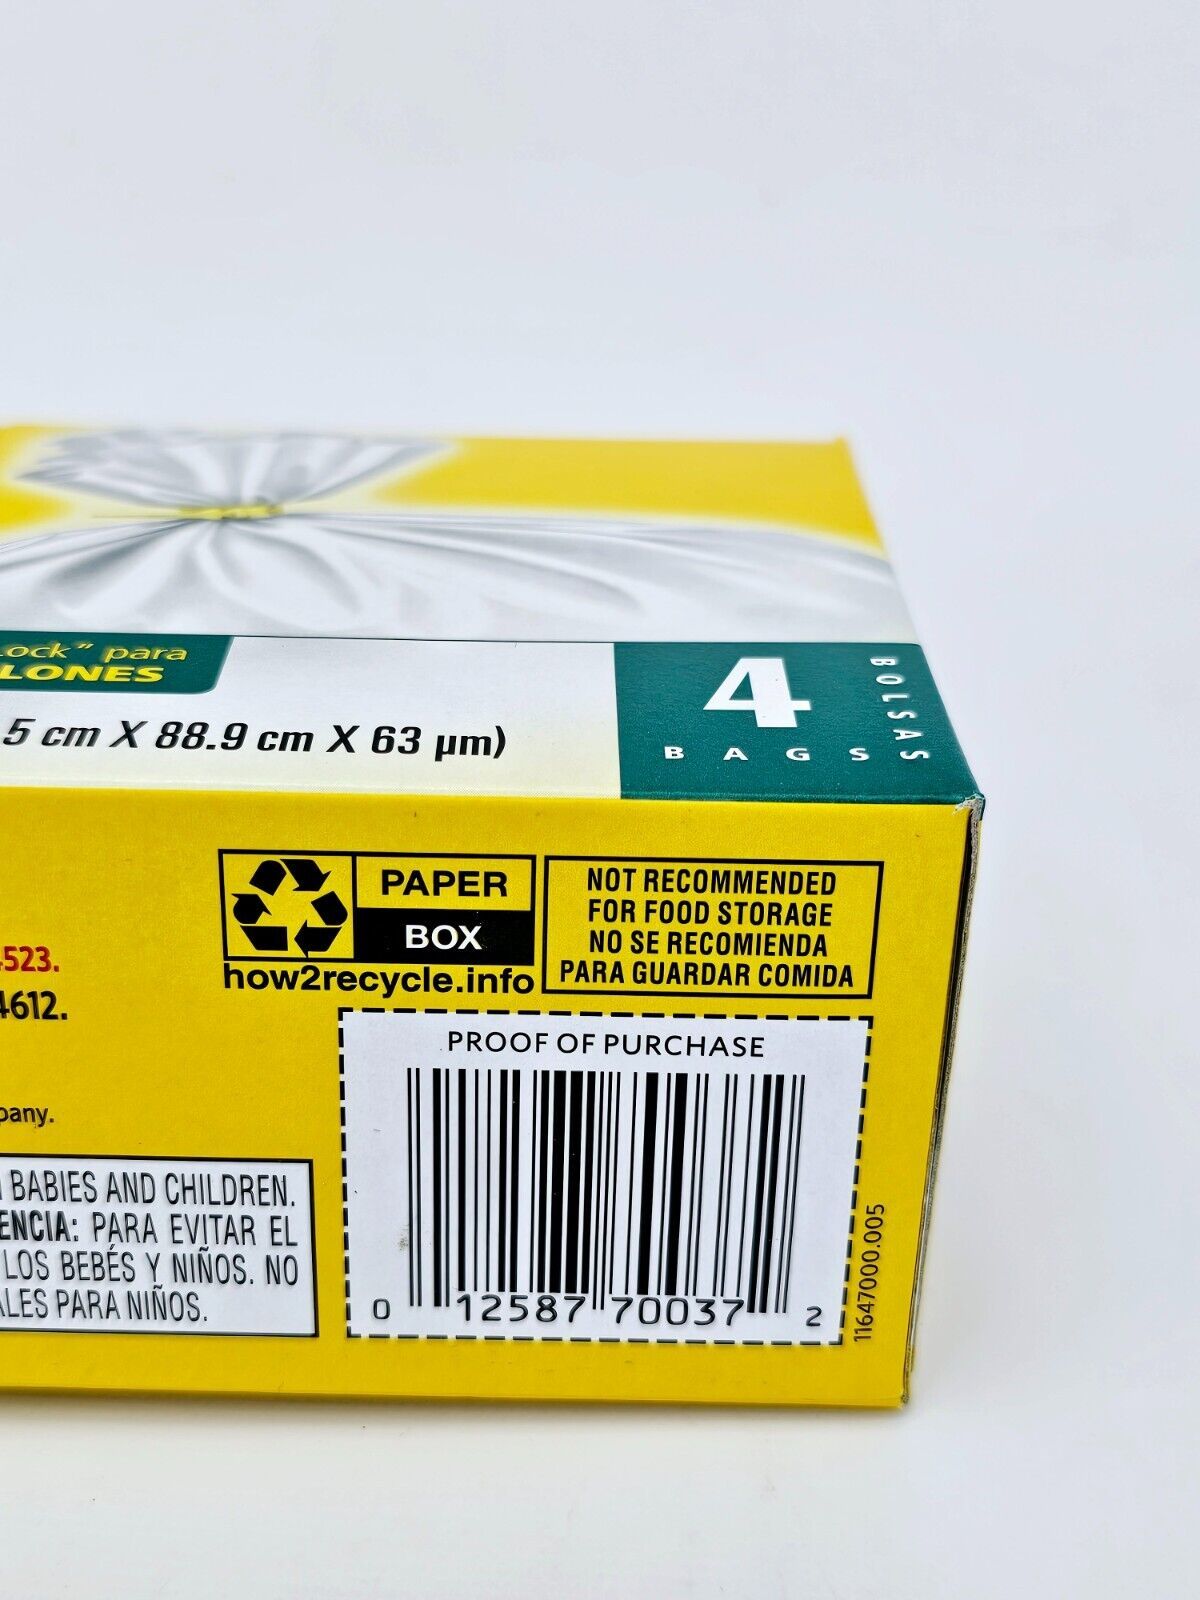 Lock™ para
LONES
5 cm X 88.9 cm X 63 µm)
4
BAGS
BOLSAS
PAPER
BOX
how2recycle.info
NOT RECOMMENDED
FOR FOOD STORAGE
NO SE RECOMIENDA
PARA GUARDAR COMIDA
4523.
4612.
pany.
BABIES AND CHILDREN.
ENCIA: PARA EVITAR EL
LOS BEBÉS Y NIÑOS. NO
ALES PARA NIÑOS.
PROOF OF PURCHASE
0 12587 70037 2
11647000.005